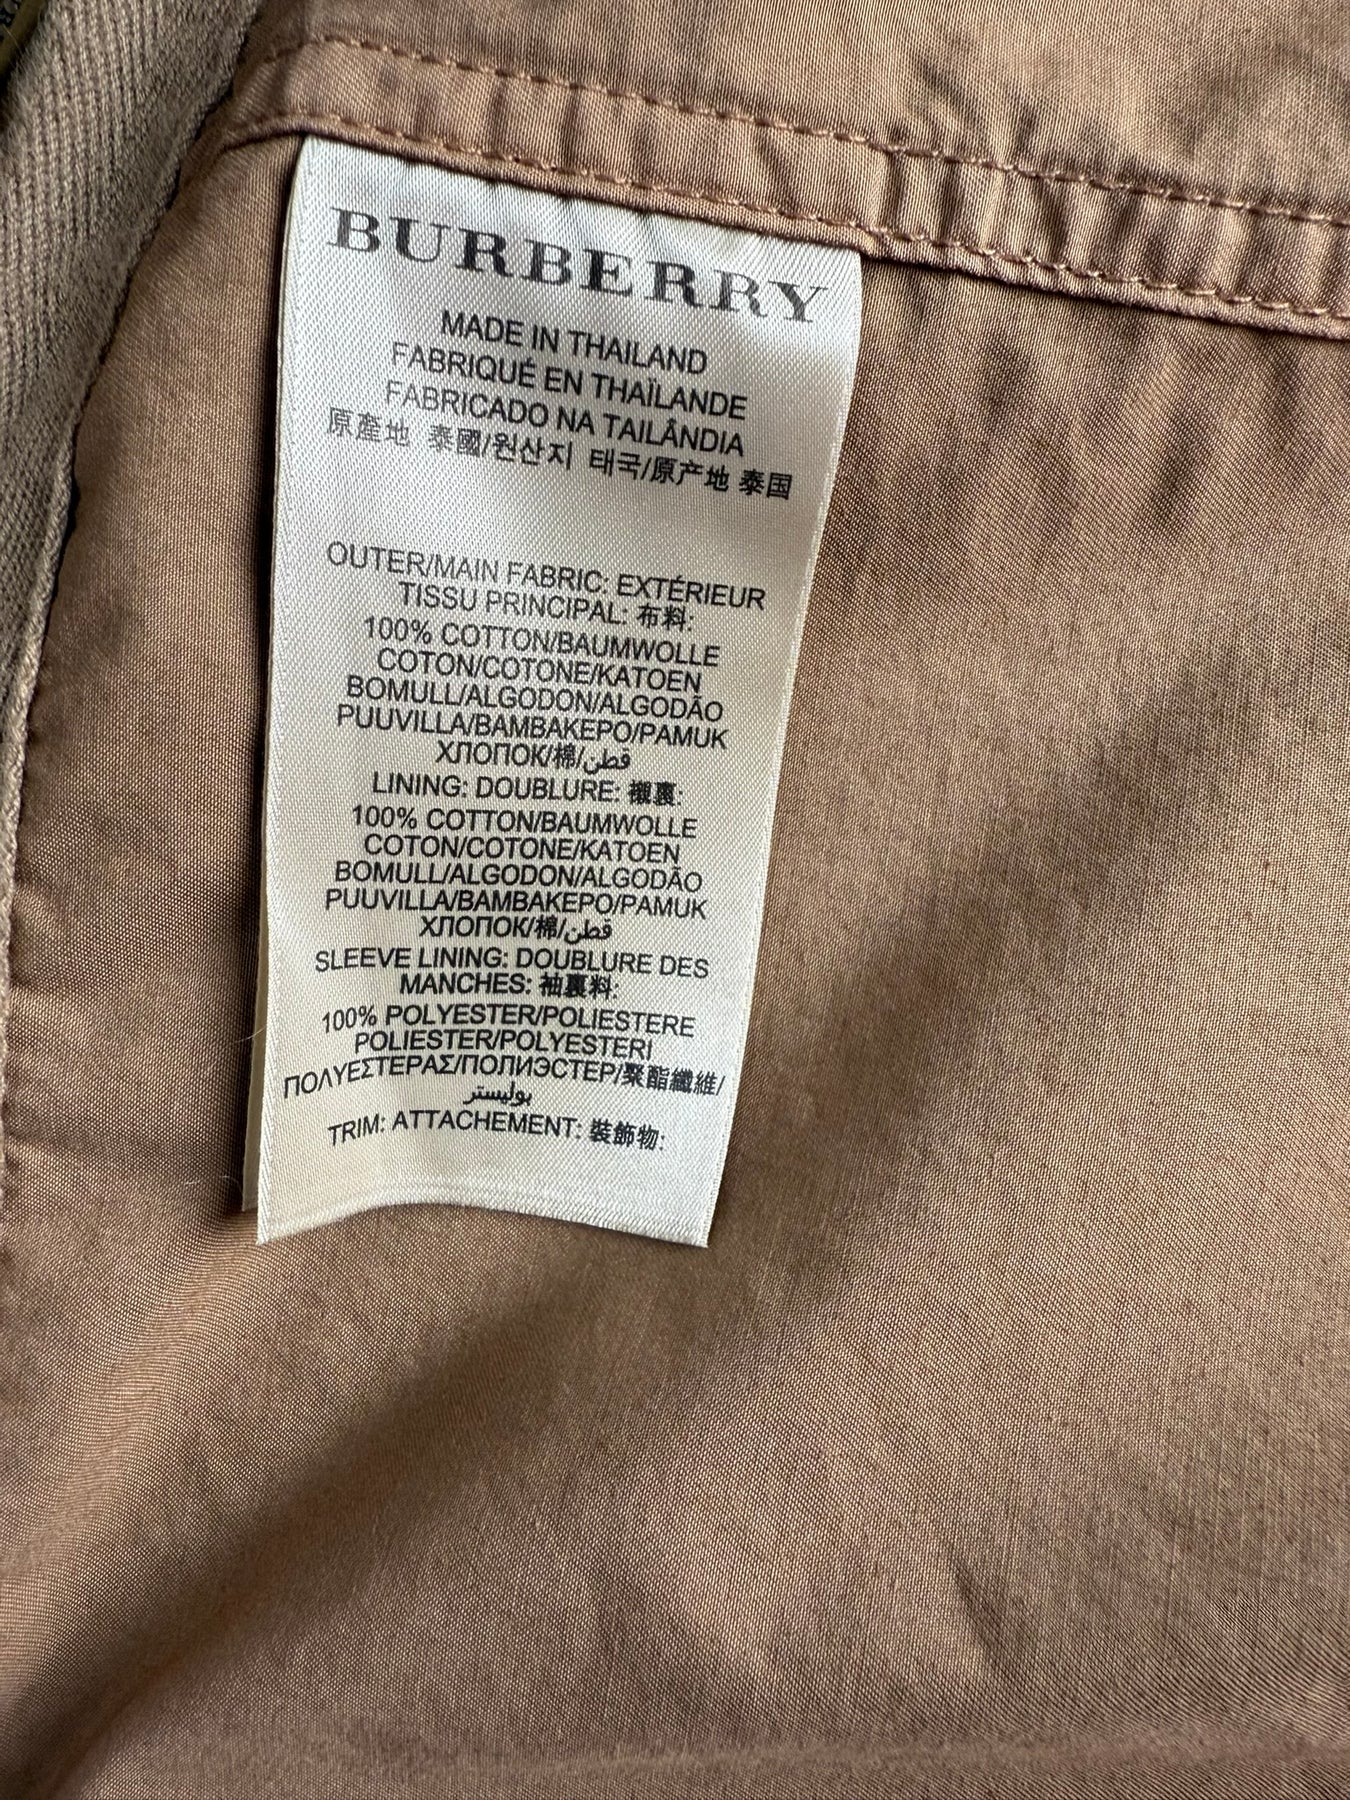 BURBERRY
MADE IN THAILAND
FABRIQUÉ EN THAÏLANDE
FABRICADO NA TAILÂNDIA
原產地 泰國/원산지 태국/原产地 泰国
OUTER/MAIN FABRIC: EXTÉRIEUR
TISSU PRINCIPAL: 布料:
100% COTTON/BAUMWOLLE
COTON/COTONE/KATOEN
BOMULL/ALGODON/ALGODÃO
PUUVILLA/ΒΑΜΒΑΚΕΡΟ/PAMUK
ХЛОПОК/棉/قطن
LINING: DOUBLURE: 襯裏:
100% COTTON/BAUMWOLLE
COTON/COTONE/KATOEN
BOMULL/ALGODON/ALGODÃO
PUUVILLA/ΒΑΜΒΑΚΕΡΟ/PAMUK
ХЛОПОК/棉/قطن
SLEEVE LINING: DOUBLURE DES
MANCHES: 袖裏料:
100% POLYESTER/POLIESTERE
POLIESTER/POLYESTERI
ΠΟΛΥΕΣΤΕΡΑΣ/ПОЛИЭСТЕР/聚酯纖維/
بوليستر
TRIM: ATTACHEMENT: 裝飾物: